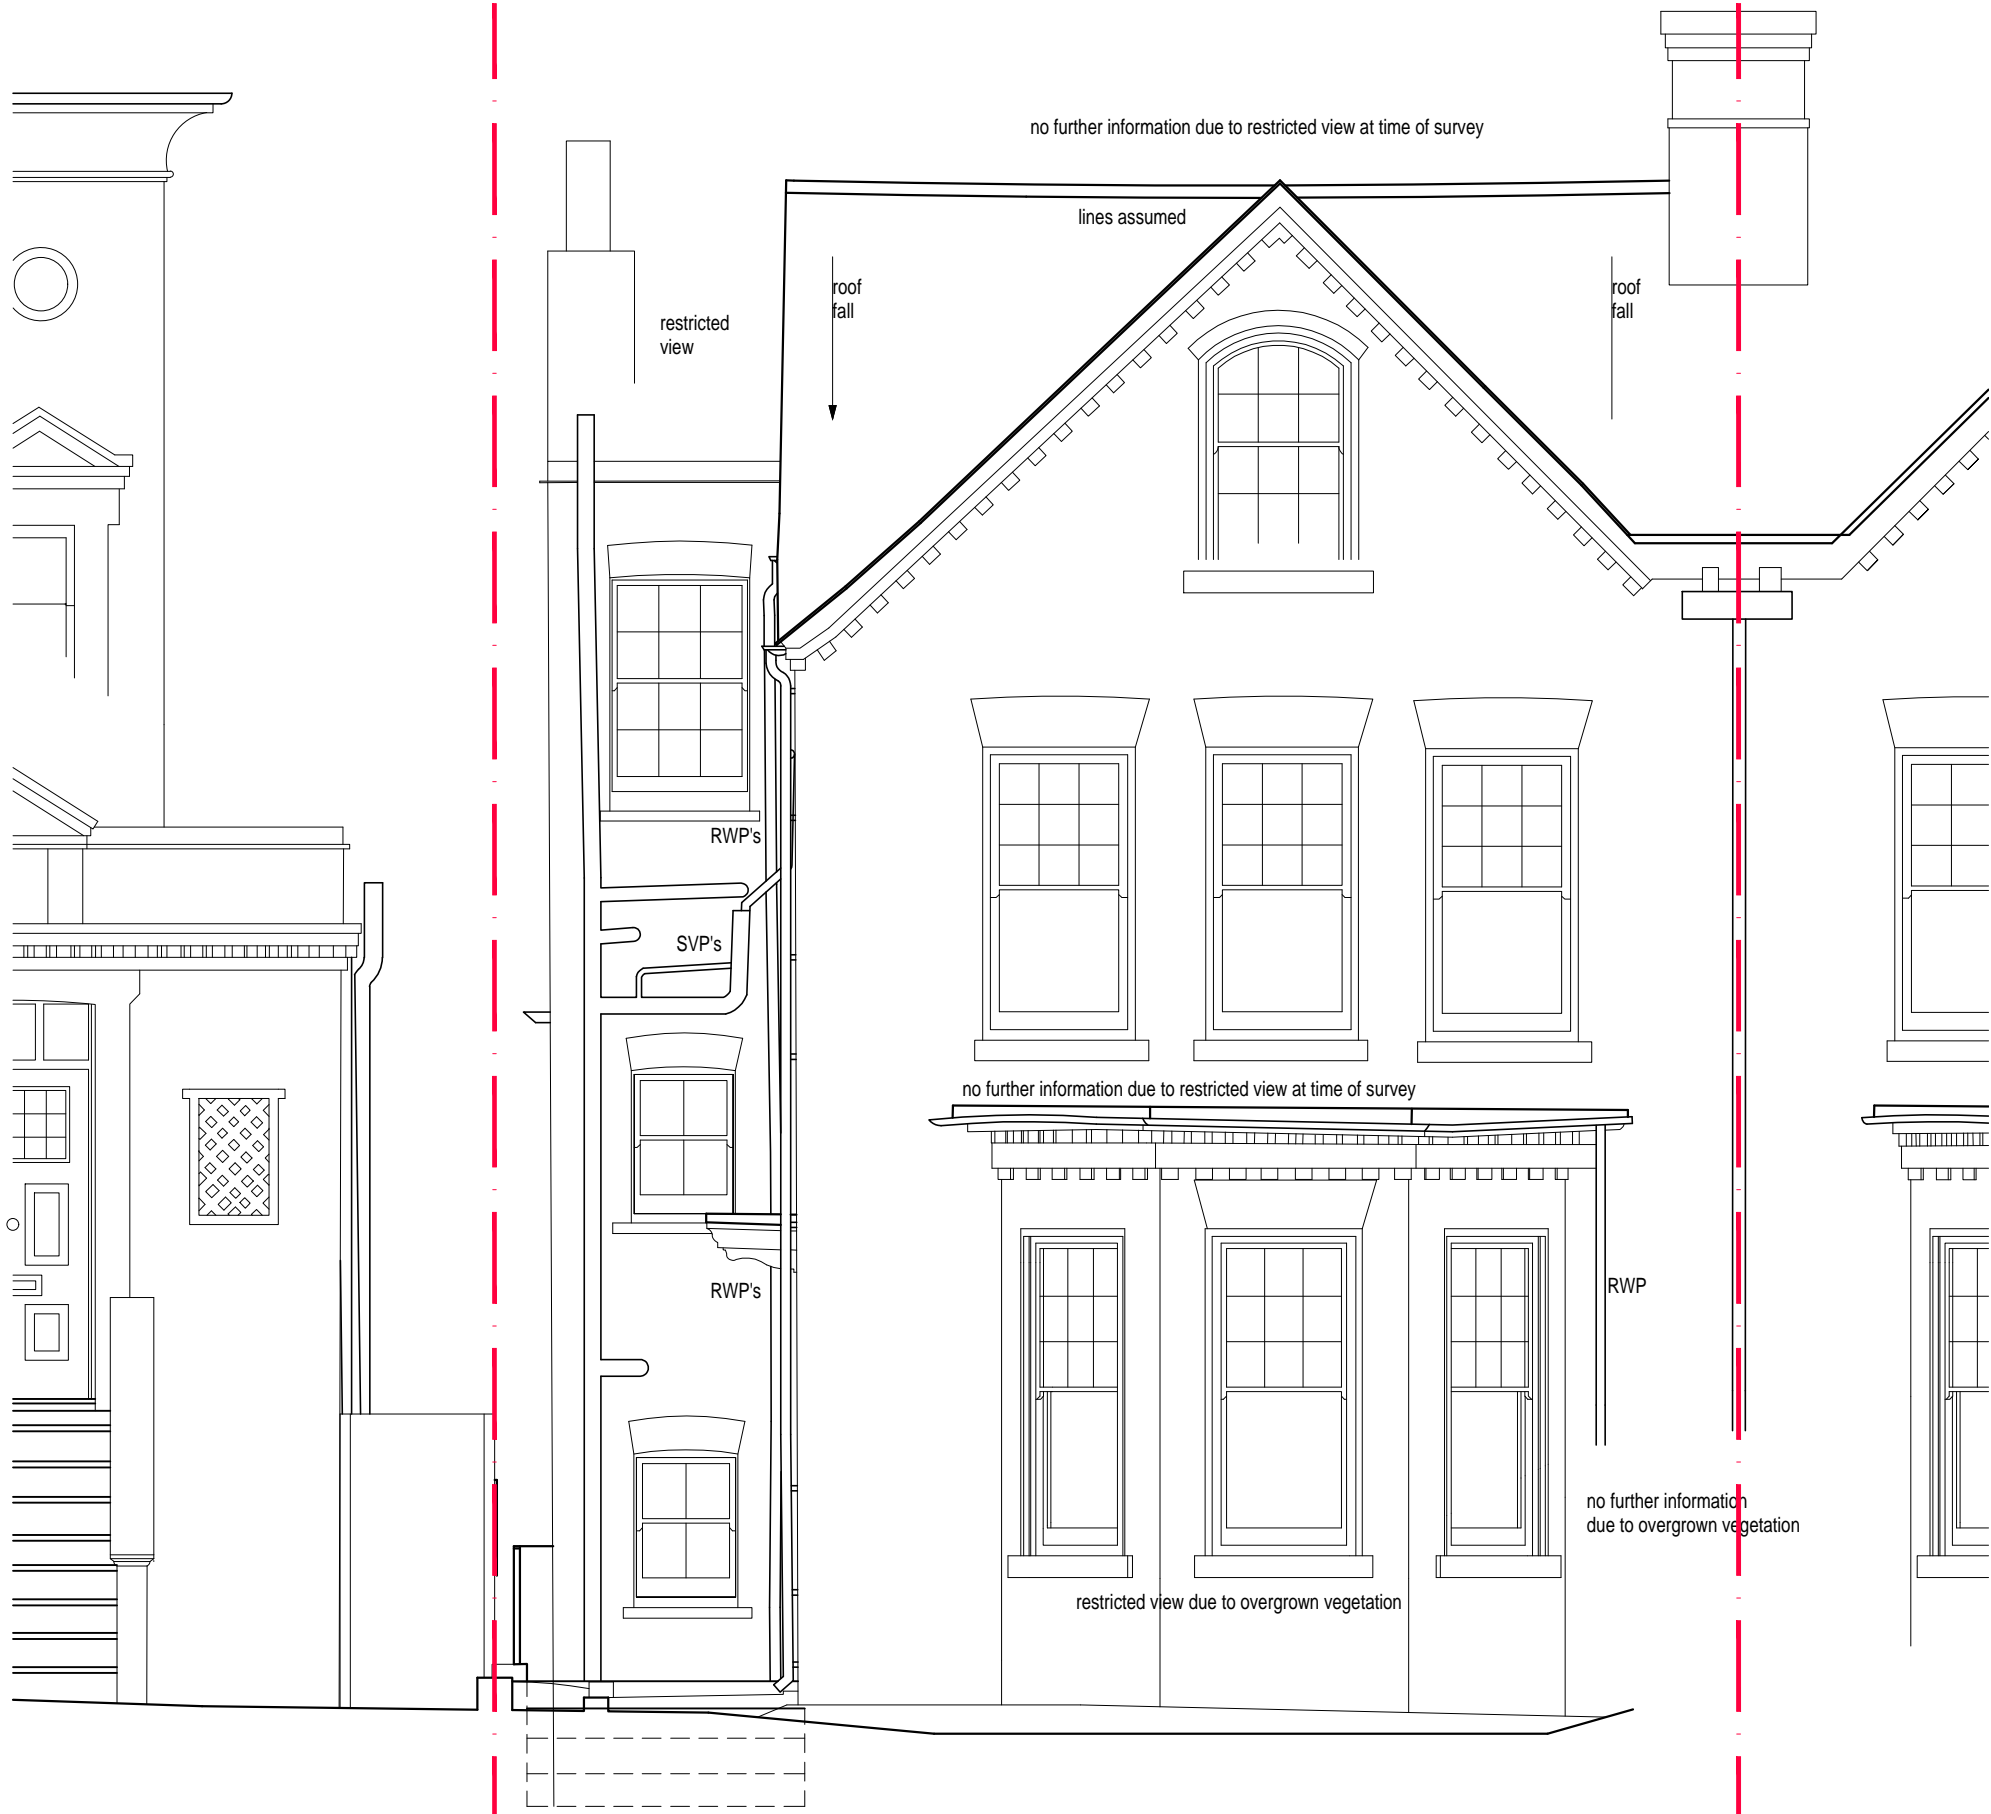 no further information due to restricted view at time of survey
lines assumed
roof
fall
roof
fall
restricted
view
RWP's
SVP's
no further information due to restricted view at time of survey
RWP's
RWP
no further information
due to overgrown vegetation
restricted view due to overgrown vegetation